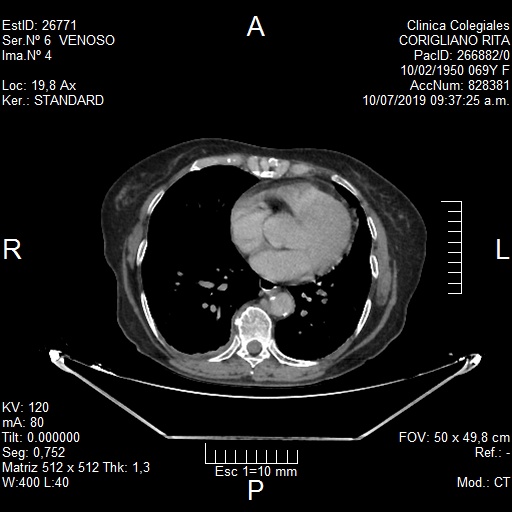 EstID: 26771
Ser.Nº 6 VENOSO
Ima.Nº 4
Loc: 19,8 Ax
Ker.: STANDARD
A
Clinica Colegiales
CORIGLIANO RITA
PacID: 266882/0
10/02/1950 069Y F
AccNum: 828381
10/07/2019 09:37:25 a.m.
R
L
KV: 120
mA: 80
Tilt: 0.000000
Seg: 0,752
Matriz 512 x 512 Thk: 1,3
W:400 L:40
Esc 1=10 mm
P
FOV: 50 x 49,8 cm
Ref.: -
Mod.: CT